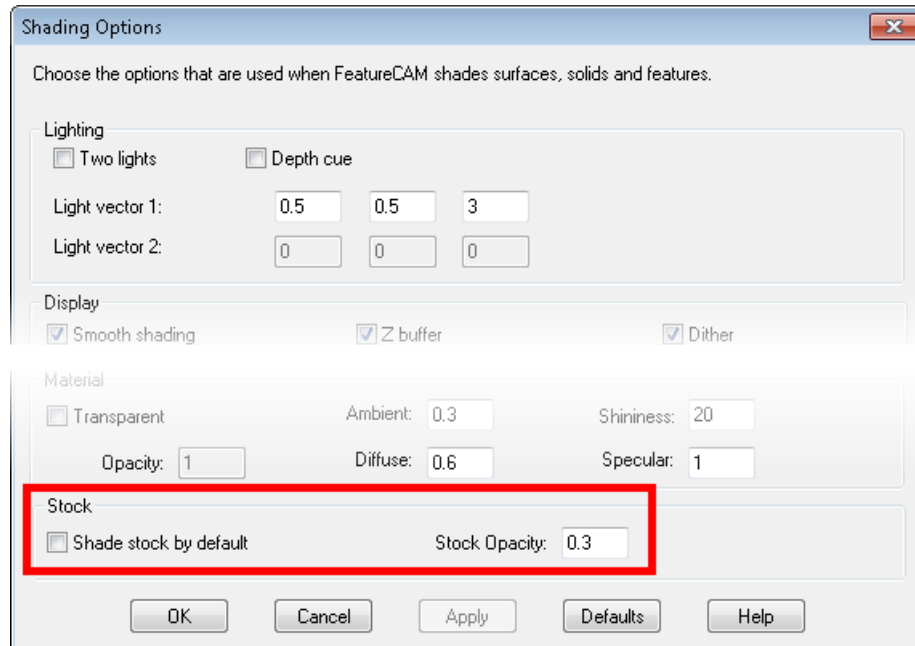 Shading Options
Choose the options that are used when FeatureCAM shades surfaces, solids and features.
Lighting
Two lights Depth cue
Light vector 1: 0.5 0.5 3
Light vector 2: 0 0 0
Display
Smooth shading Z buffer Dither
Material
Transparent Ambient: 0.3 Shininess: 20
Opacity: 1 Diffuse: 0.6 Specular: 1
Stock
Shade stock by default Stock Opacity: 0.3
OK Cancel Apply Defaults Help